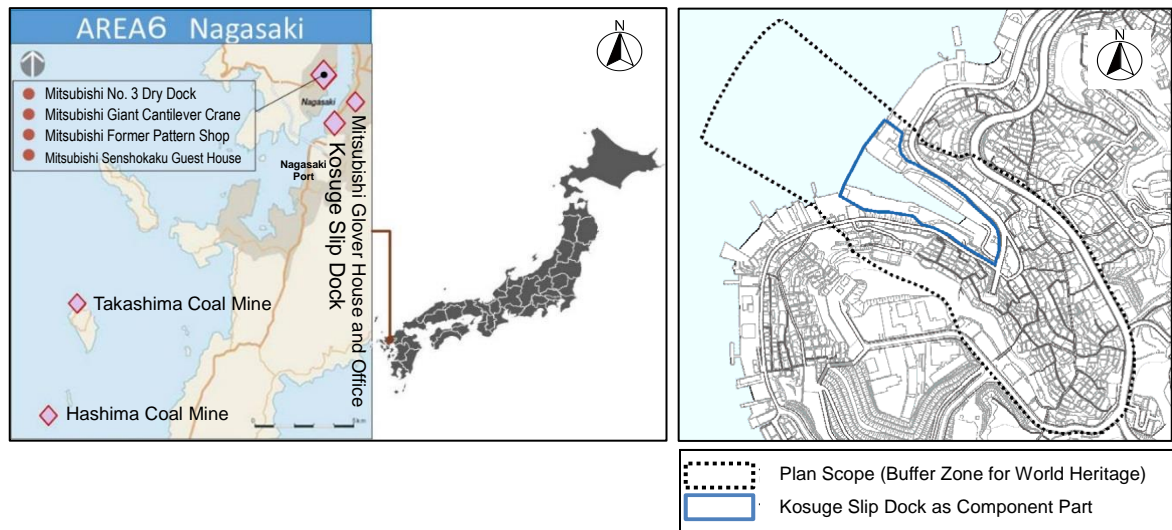 AREA6 Nagasaki
N
Mitsubishi No. 3 Dry Dock
Mitsubishi Giant Cantilever Crane
Mitsubishi Former Pattern Shop
Mitsubishi Senshokaku Guest House
Nagasaki
Nagasaki
Port
Kosuge Slip Dock
Mitsubishi Glover House and Office
Takashima Coal Mine
Hashima Coal Mine
0
5km
N
Plan Scope (Buffer Zone for World Heritage)
Kosuge Slip Dock as Component Part